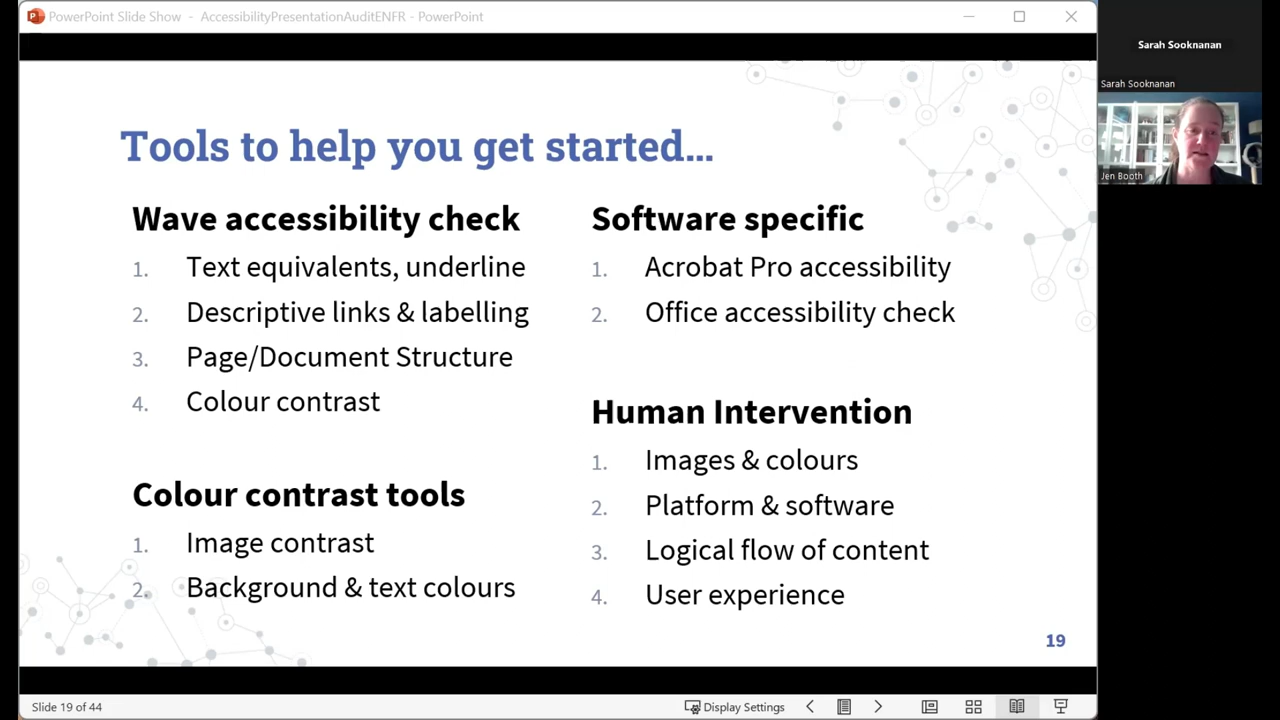 PowerPoint Slide Show - AccessibilityPresentationAuditENFR - PowerPoint
Tools to help you get started...
Wave accessibility check
1. Text equivalents, underline
2. Descriptive links & labelling
3. Page/Document Structure
4. Colour contrast
Colour contrast tools
1. Image contrast
2. Background & text colours
Software specific
1. Acrobat Pro accessibility
2. Office accessibility check
Human Intervention
1. Images & colours
2. Platform & software
3. Logical flow of content
4. User experience
19
Slide 19 of 44
Display Settings
Sarah Sooknanan
Sarah Sooknanan
Jen Booth